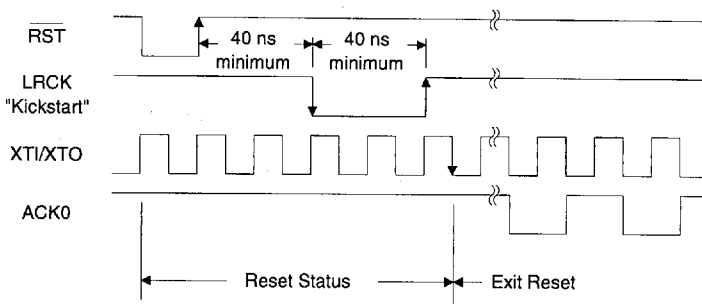 RST
40 ns minimum
40 ns minimum
LRCK
"Kickstart"
XTI/XTO
ACK0
Reset Status
Exit Reset